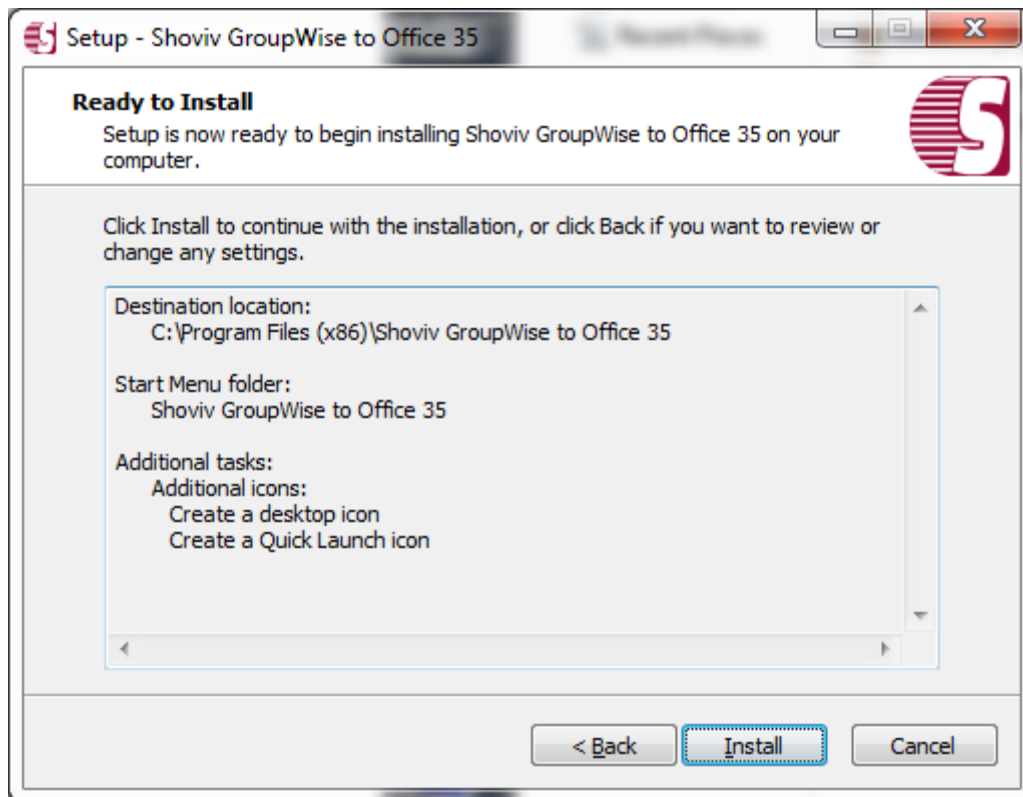 Setup - Shoviv GroupWise to Office 35
Recent Places
Ready to Install
Setup is now ready to begin installing Shoviv GroupWise to Office 35 on your
computer.
Click Install to continue with the installation, or click Back if you want to review or
change any settings.
Destination location:
C:\Program Files (x86)\Shoviv GroupWise to Office 35
Start Menu folder:
Shoviv GroupWise to Office 35
Additional tasks:
Additional icons:
Create a desktop icon
Create a Quick Launch icon
< Back
Install
Cancel